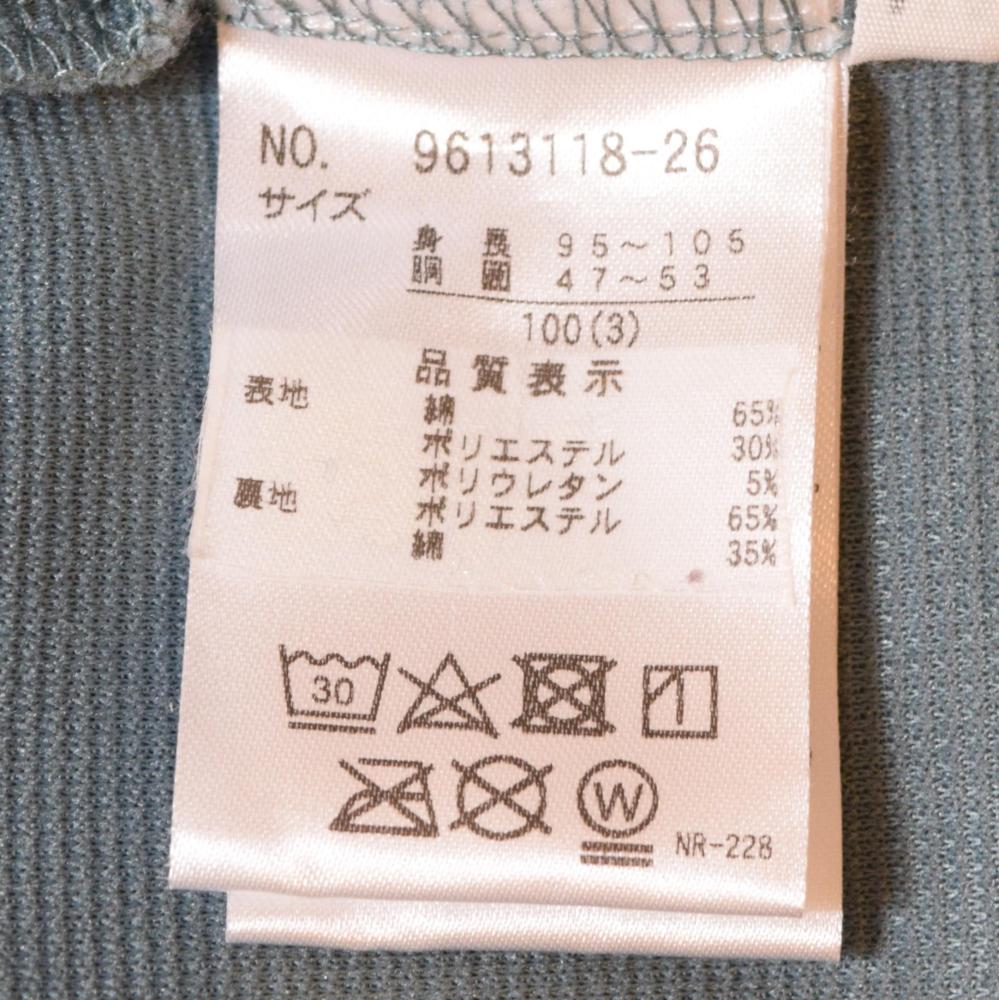 NO. 9613118-26
サイズ
身長 95～105
胴囲 47～53
100(3)
品質表示
表地 綿 65%
ポリエステル 30%
ポリウレタン 5%
裏地 ポリエステル 65%
綿 35%
30
W
NR-228